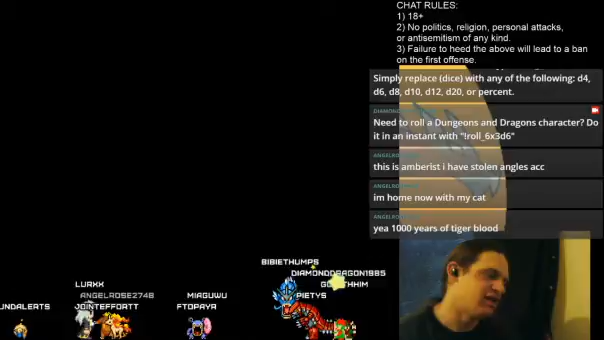 CHAT RULES:
1) 18+
2) No politics, religion, personal attacks,
or antisemitism of any kind.
3) Failure to heed the above will lead to a ban
on the first offense.
Simply replace (dice) with any of the following: d4,
d6, d8, d10, d12, d20, or percent.
Need to roll a Dungeons and Dragons character? Do
it in an instant with "!roll_6x3d6"
this is amberist i have stolen angles acc
im home now with my cat
yea 1000 years of tiger blood
BIBIETHUMPS
DIAMONDDRAGON1985
LURXX
PIETYS
ANGELROSE2748
MIAGUWU
UNDALERTS
JOINTEFFORTT
FTOPAYR